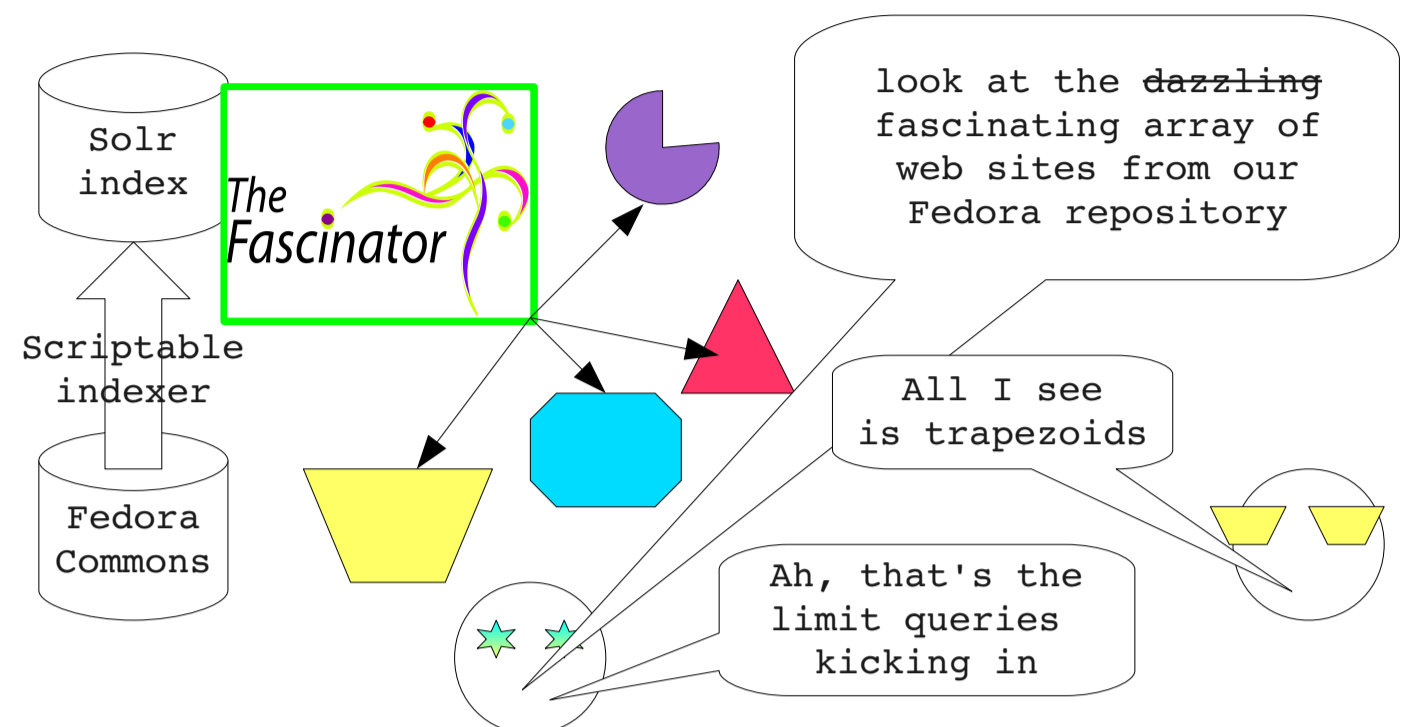 Solr
index
The
Fascinator
Scriptable
indexer
Fedora
Commons
look at the dazzling
fascinating array of
web sites from our
Fedora repository
All I see
is trapezoids
Ah, that's the
limit queries
kicking in